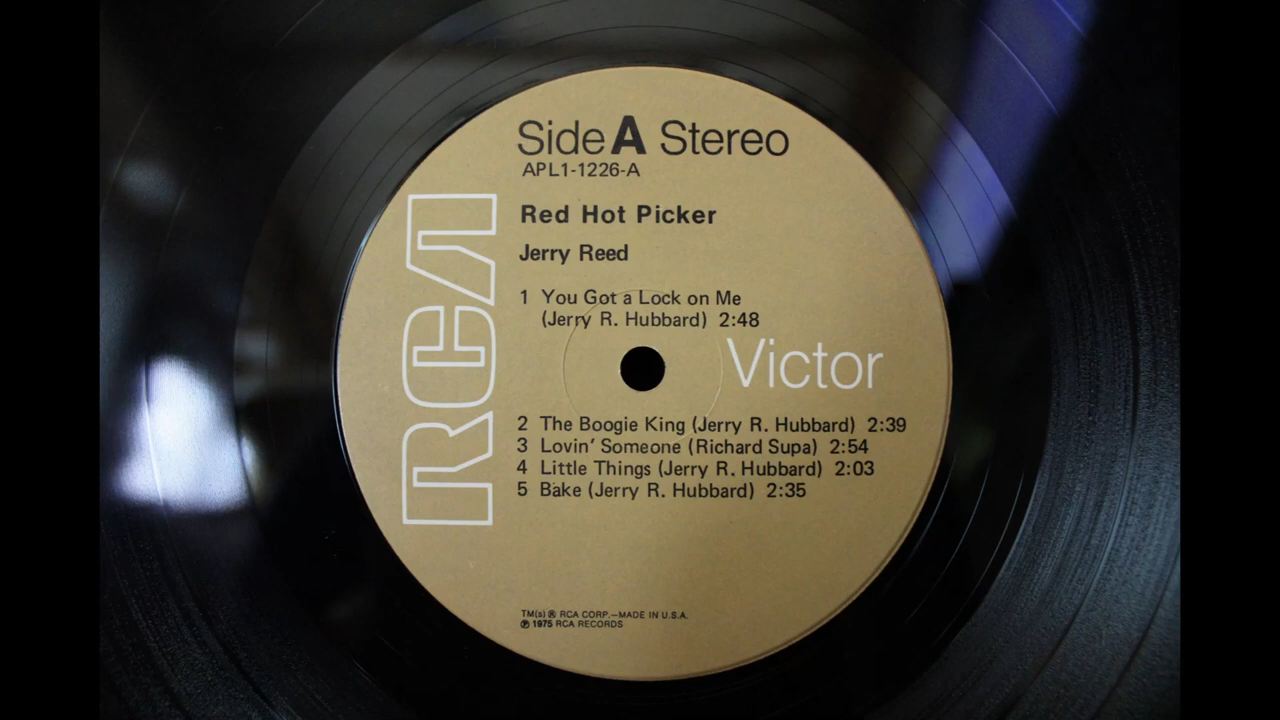 Side A Stereo
APL1-1226-A
Red Hot Picker
Jerry Reed
1 You Got a Lock on Me
(Jerry R. Hubbard) 2:48
RCA
Victor
2 The Boogie King (Jerry R. Hubbard) 2:39
3 Lovin' Someone (Richard Supa) 2:54
4 Little Things (Jerry R. Hubbard) 2:03
5 Bake (Jerry R. Hubbard) 2:35
TM(s) ® RCA CORP.—MADE IN U.S.A.
℗ 1975 RCA RECORDS